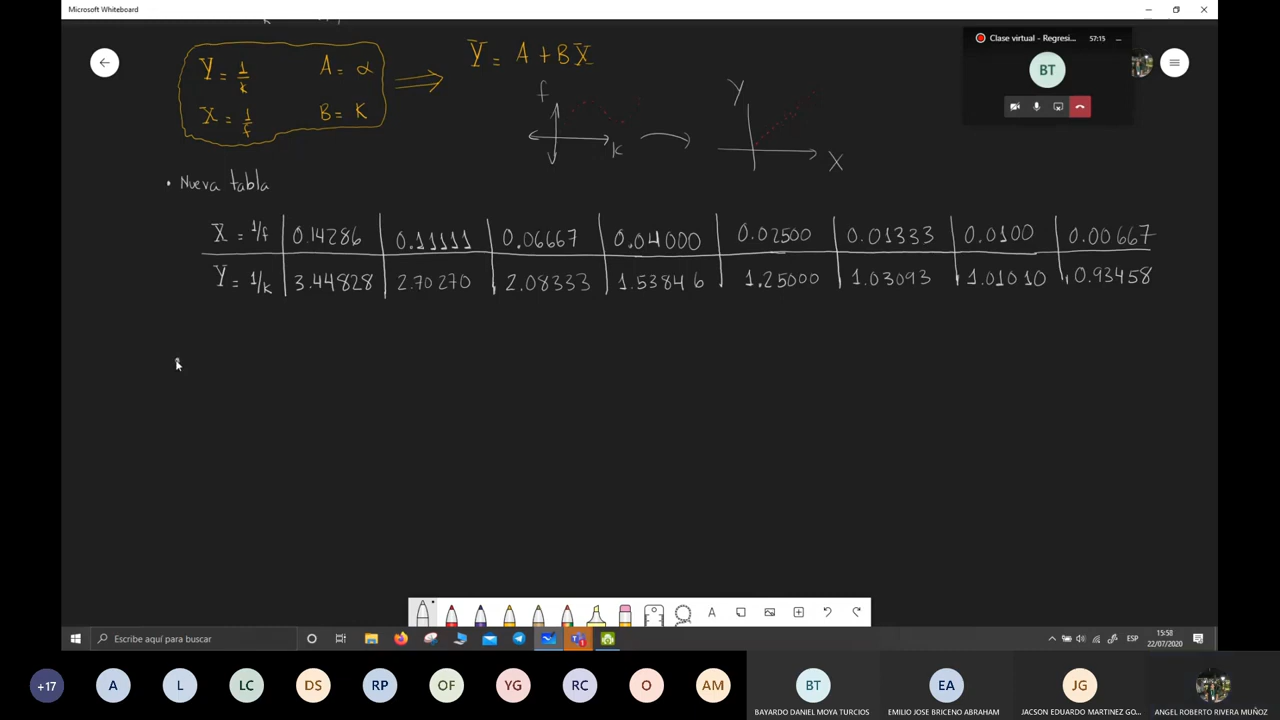 Microsoft Whiteboard
Y = 1/k A = α
X = 1/f B = K
Y = A + BX
f
k
Y
X
• Nueva tabla
X = 1/f 0.14286 0.11111 0.06667 0.04000 0.02500 0.01333 0.0100 0.00667
Y = 1/k 3.44828 2.70270 2.08333 1.53846 1.25000 1.03093 1.01010 0.93458
Clase virtual - Regresi... 57:15
BT
Escribe aquí para buscar
ESP
15:58
22/07/2020
+17 A L LC DS RP OF YG RC O AM BT EA JG
BAYARDO DANIEL MOYA TURCIOS EMILIO JOSE BRICENO ABRAHAM JACSON EDUARDO MARTINEZ GO... ANGEL ROBERTO RIVERA MUÑOZ